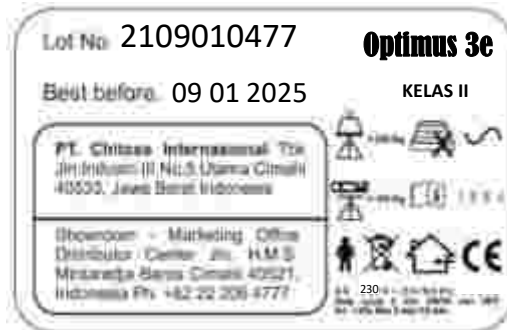 Lot No 2109010477
Optimus 3e
Best before. 09 01 2025
KELAS II
PT. Chitose Internasional Tbk
Jln.Industri III No.5 Utama Cimahi
40533, Jawa Barat Indonesia
Showroom - Marketing Office
Distributor Center Jln. H.M.S
Mintaredja Baros Cimahi 40521,
Indonesia Ph. +62 22 206 4777
CE
230